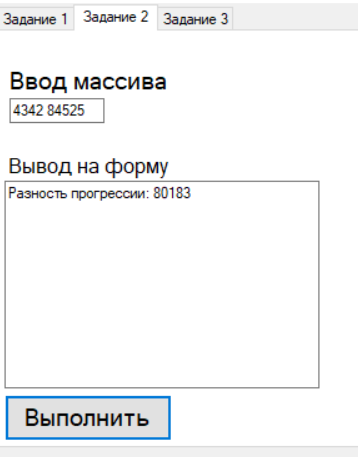 Задание 1 Задание 2 Задание 3
Ввод массива
4342 84525
Вывод на форму
Разность прогрессии: 80183
Выполнить